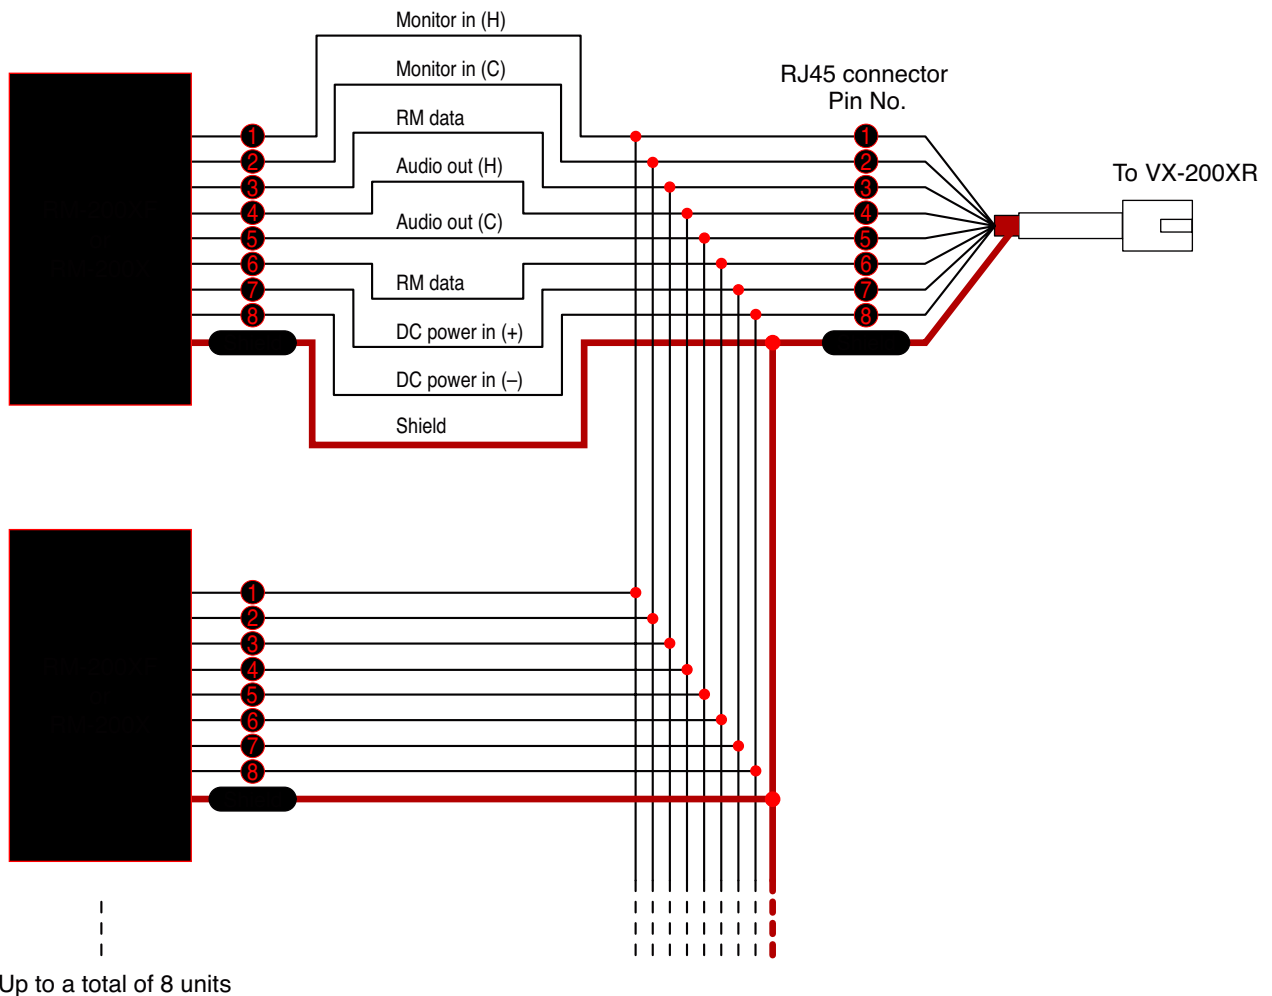 Monitor in (H)
Monitor in (C)
RM data
Audio out (H)
Audio out (C)
RM data
DC power in (+)
DC power in (–)
Shield
RJ45 connector
Pin No.
To VX-200XR
1
2
3
4
5
6
7
8
1
2
3
4
5
6
7
8
1
2
3
4
5
6
7
8
Up to a total of 8 units